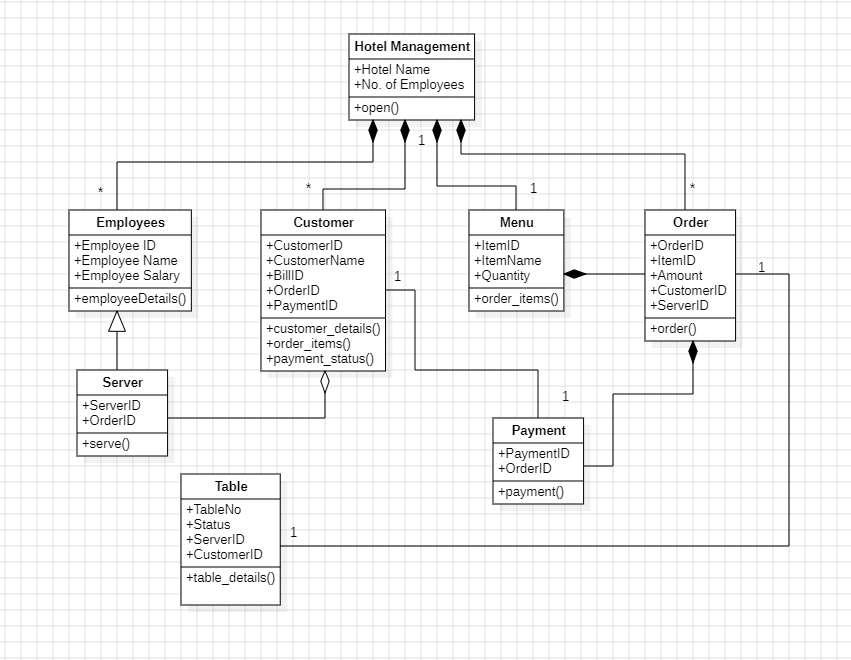 Hotel Management
+Hotel Name
+No. of Employees
+open()
1
*
*
1
*
Employees
+Employee ID
+Employee Name
+Employee Salary
+employeeDetails()
Customer
+CustomerID
+CustomerName
+BillID
+OrderID
+PaymentID
+customer_details()
+order_items()
+payment_status()
1
Menu
+ItemID
+ItemName
+Quantity
+order_items()
Order
+OrderID
+ItemID
+Amount
+CustomerID
+ServerID
+order()
1
Server
+ServerID
+OrderID
+serve()
1
Payment
+PaymentID
+OrderID
+payment()
Table
+TableNo
+Status
+ServerID
+CustomerID
+table_details()
1